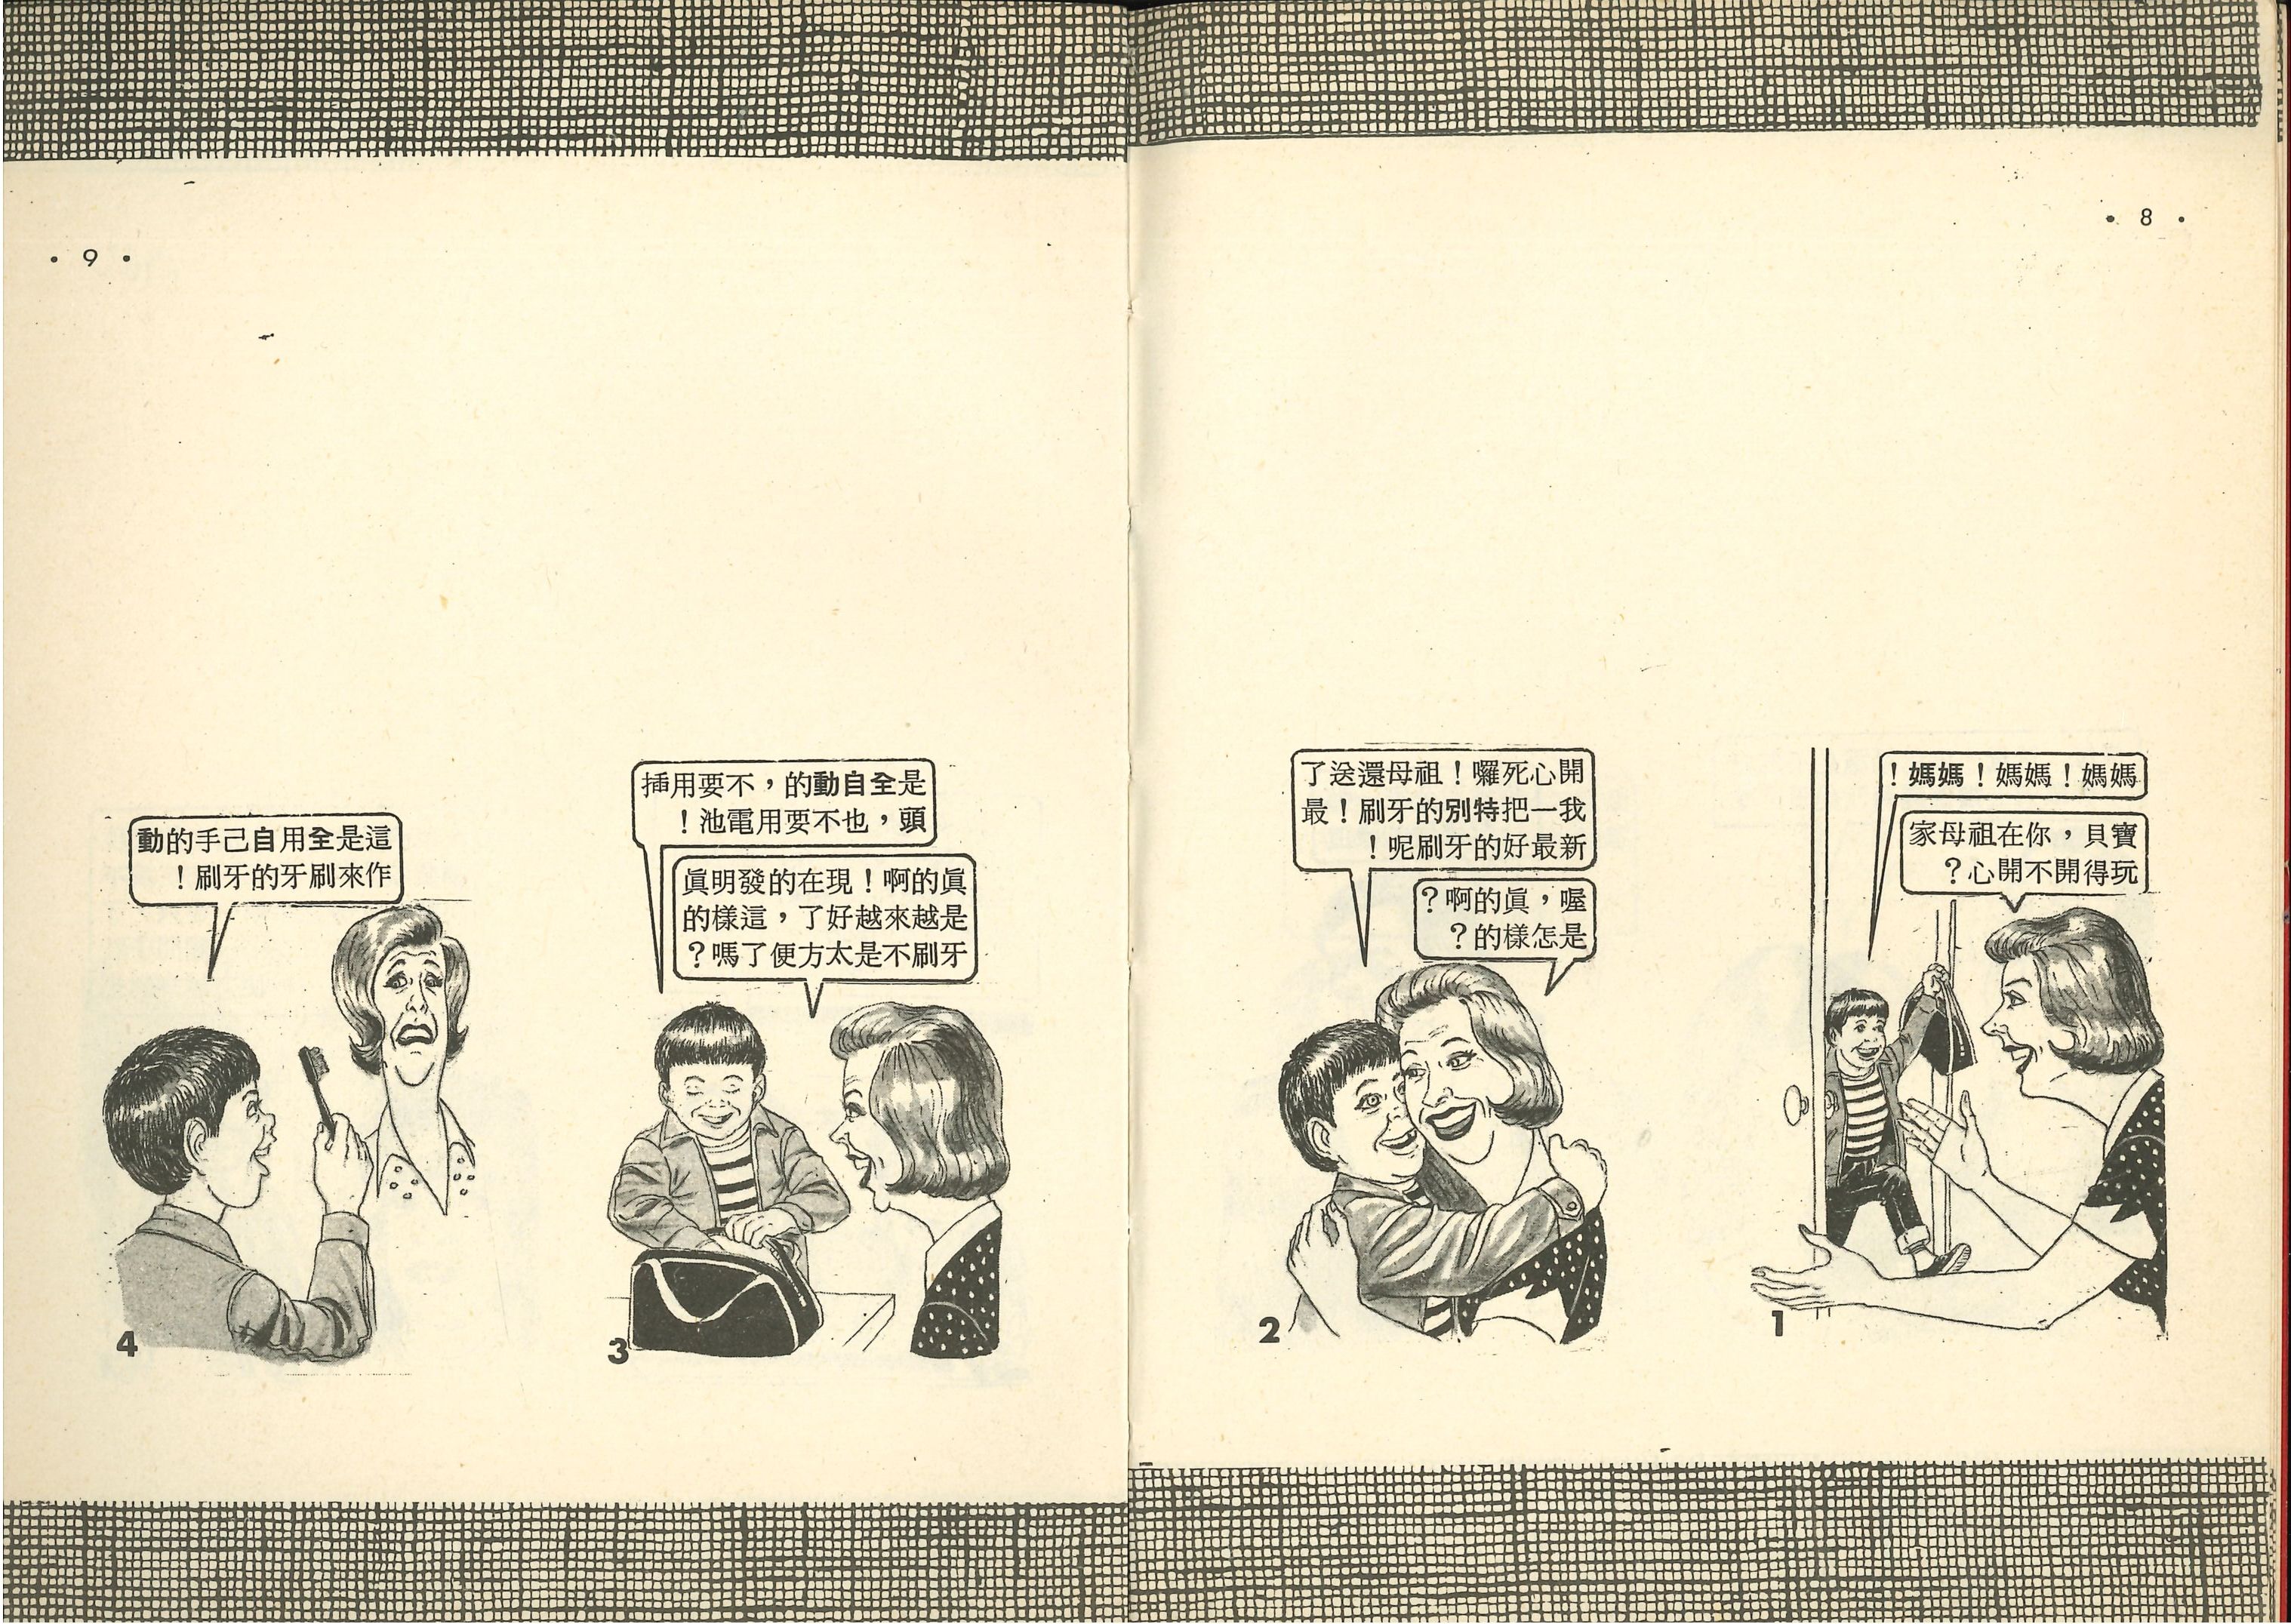 • 8 •
媽媽！媽媽！媽媽！
寶貝，你在祖母家
玩得開不開心？
1
開心死囉！祖母還送了
我一把特別的牙刷！最
新最好的牙刷呢！
喔，眞的啊？
是怎樣的？
2
• 9 •
是全自動的，不要用插
頭，也不要用電池！
眞的啊！現在的發明眞
是越來越好了，這樣的
牙刷不是太方便了嗎？
3
這是全用自己手的動
作來刷牙的牙刷！
4